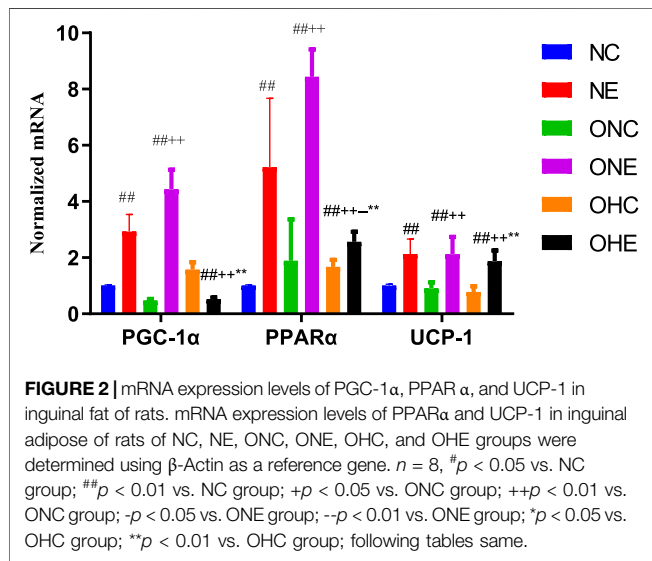 10
8
6
4
2
0
Normalized mRNA
##
##++
##++**
##
##++
##++–**
##
##++
##++**
PGC-1α
PPARα
UCP-1
NC
NE
ONC
ONE
OHC
OHE
FIGURE 2 | mRNA expression levels of PGC-1α, PPAR α, and UCP-1 in
inguinal fat of rats. mRNA expression levels of PPARα and UCP-1 in inguinal
adipose of rats of NC, NE, ONC, ONE, OHC, and OHE groups were
determined using β-Actin as a reference gene. n = 8, #p < 0.05 vs. NC
group; ##p < 0.01 vs. NC group; +p < 0.05 vs. ONC group; ++p < 0.01 vs.
ONC group; -p < 0.05 vs. ONE group; --p < 0.01 vs. ONE group; *p < 0.05 vs.
OHC group; **p < 0.01 vs. OHC group; following tables same.